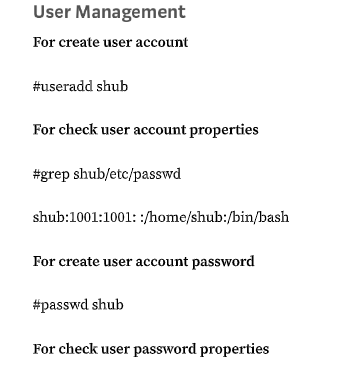 User Management
For create user account
#useradd shub
For check user account properties
#grep shub/etc/passwd
shub:1001:1001: :/home/shub:/bin/bash
For create user account password
#passwd shub
For check user password properties